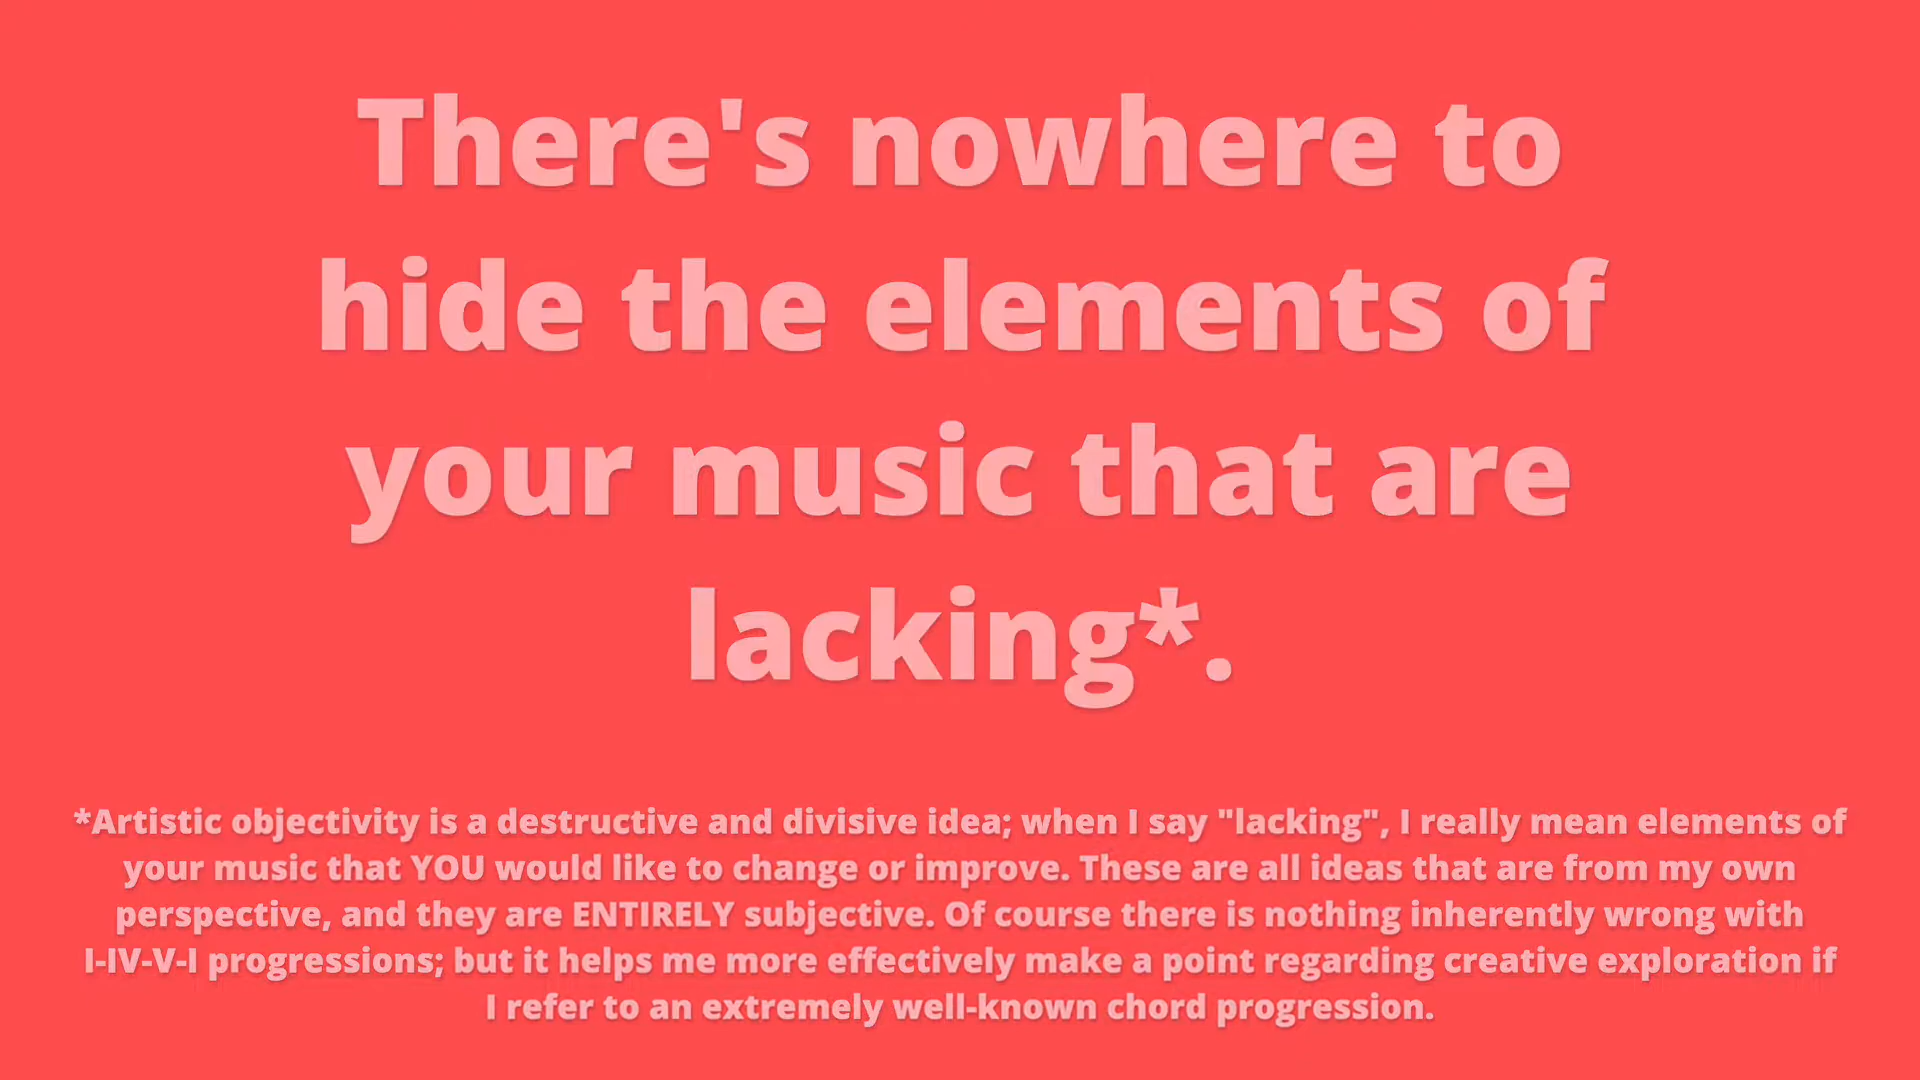 There's nowhere to
hide the elements of
your music that are
lacking*.
*Artistic objectivity is a destructive and divisive idea; when I say "lacking", I really mean elements of
your music that YOU would like to change or improve. These are all ideas that are from my own
perspective, and they are ENTIRELY subjective. Of course there is nothing inherently wrong with
I-IV-V-I progressions; but it helps me more effectively make a point regarding creative exploration if
I refer to an extremely well-known chord progression.